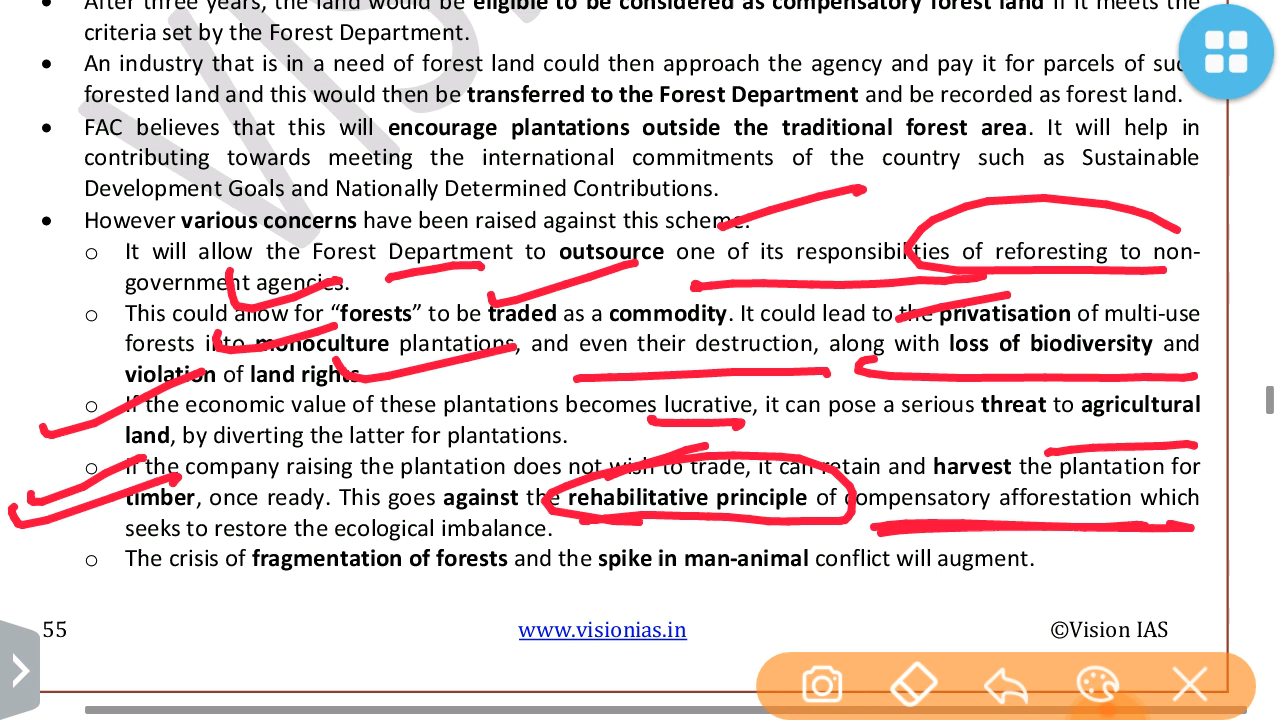 • After three years, the land would be eligible to be considered as compensatory forest land if it meets the
criteria set by the Forest Department.
• An industry that is in a need of forest land could then approach the agency and pay it for parcels of such
forested land and this would then be transferred to the Forest Department and be recorded as forest land.
• FAC believes that this will encourage plantations outside the traditional forest area. It will help in
contributing towards meeting the international commitments of the country such as Sustainable
Development Goals and Nationally Determined Contributions.
• However various concerns have been raised against this scheme.
o It will allow the Forest Department to outsource one of its responsibilities of reforesting to non-
government agencies.
o This could allow for “forests” to be traded as a commodity. It could lead to the privatisation of multi-use
forests into monoculture plantations, and even their destruction, along with loss of biodiversity and
violation of land rights.
o If the economic value of these plantations becomes lucrative, it can pose a serious threat to agricultural
land, by diverting the latter for plantations.
o If the company raising the plantation does not wish to trade, it can retain and harvest the plantation for
timber, once ready. This goes against the rehabilitative principle of compensatory afforestation which
seeks to restore the ecological imbalance.
o The crisis of fragmentation of forests and the spike in man-animal conflict will augment.
55 www.visionias.in ©Vision IAS